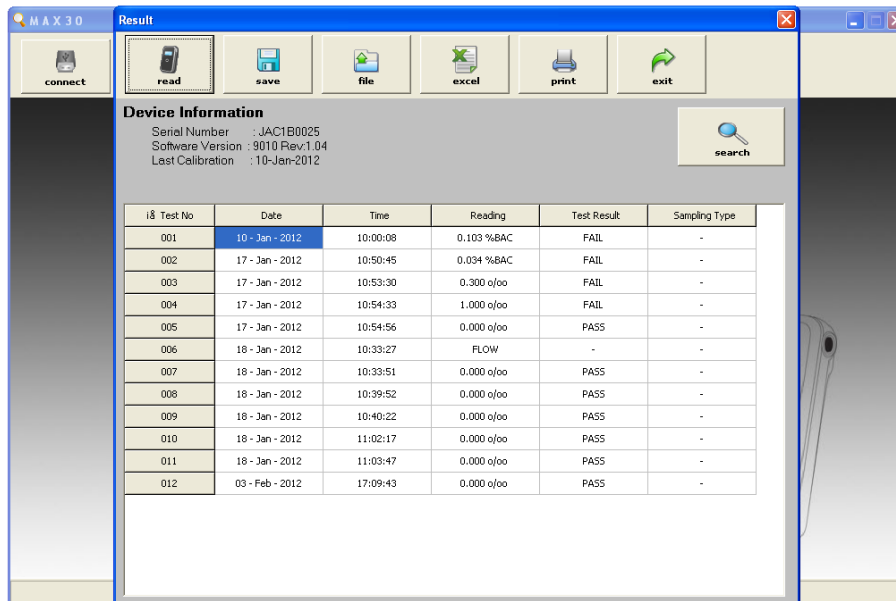 MAX30
Result
connect
read save file excel print exit
Device Information
Serial Number : JAC1B0025
Software Version : 9010 Rev:1.04
Last Calibration : 10-Jan-2012
search
i§ Test No Date Time Reading Test Result Sampling Type
001 10 - Jan - 2012 10:00:08 0.103 %BAC FAIL -
002 17 - Jan - 2012 10:50:45 0.034 %BAC FAIL -
003 17 - Jan - 2012 10:53:30 0.300 o/oo FAIL -
004 17 - Jan - 2012 10:54:33 1.000 o/oo FAIL -
005 17 - Jan - 2012 10:54:56 0.000 o/oo PASS -
006 18 - Jan - 2012 10:33:27 FLOW - -
007 18 - Jan - 2012 10:33:51 0.000 o/oo PASS -
008 18 - Jan - 2012 10:39:52 0.000 o/oo PASS -
009 18 - Jan - 2012 10:40:22 0.000 o/oo PASS -
010 18 - Jan - 2012 11:02:17 0.000 o/oo PASS -
011 18 - Jan - 2012 11:03:47 0.000 o/oo PASS -
012 03 - Feb - 2012 17:09:43 0.000 o/oo PASS -